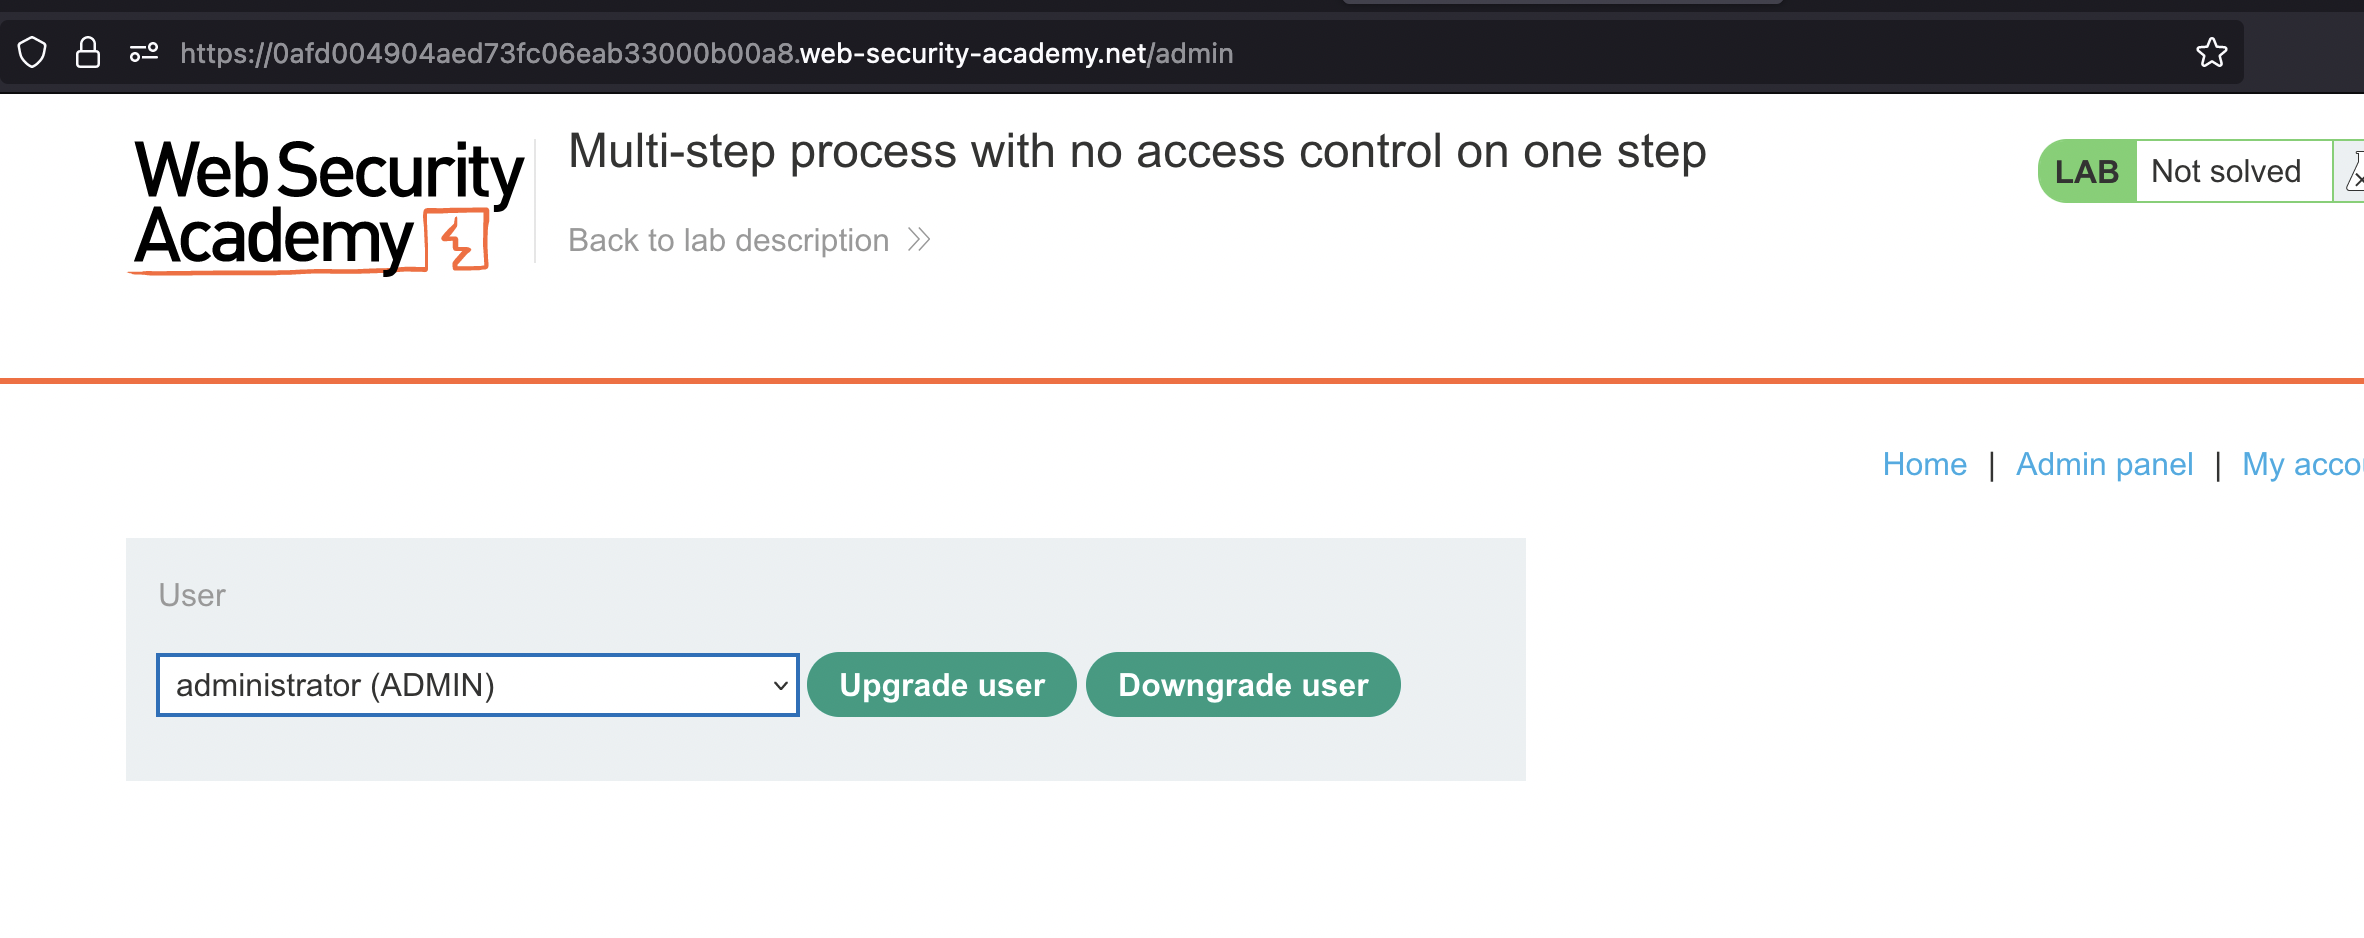 https://0afd004904aed73fc06eab33000b00a8.web-security-academy.net/admin
Web Security
Academy
Multi-step process with no access control on one step
Back to lab description
LAB Not solved
Home | Admin panel | My accou
User
administrator (ADMIN) Upgrade user Downgrade user